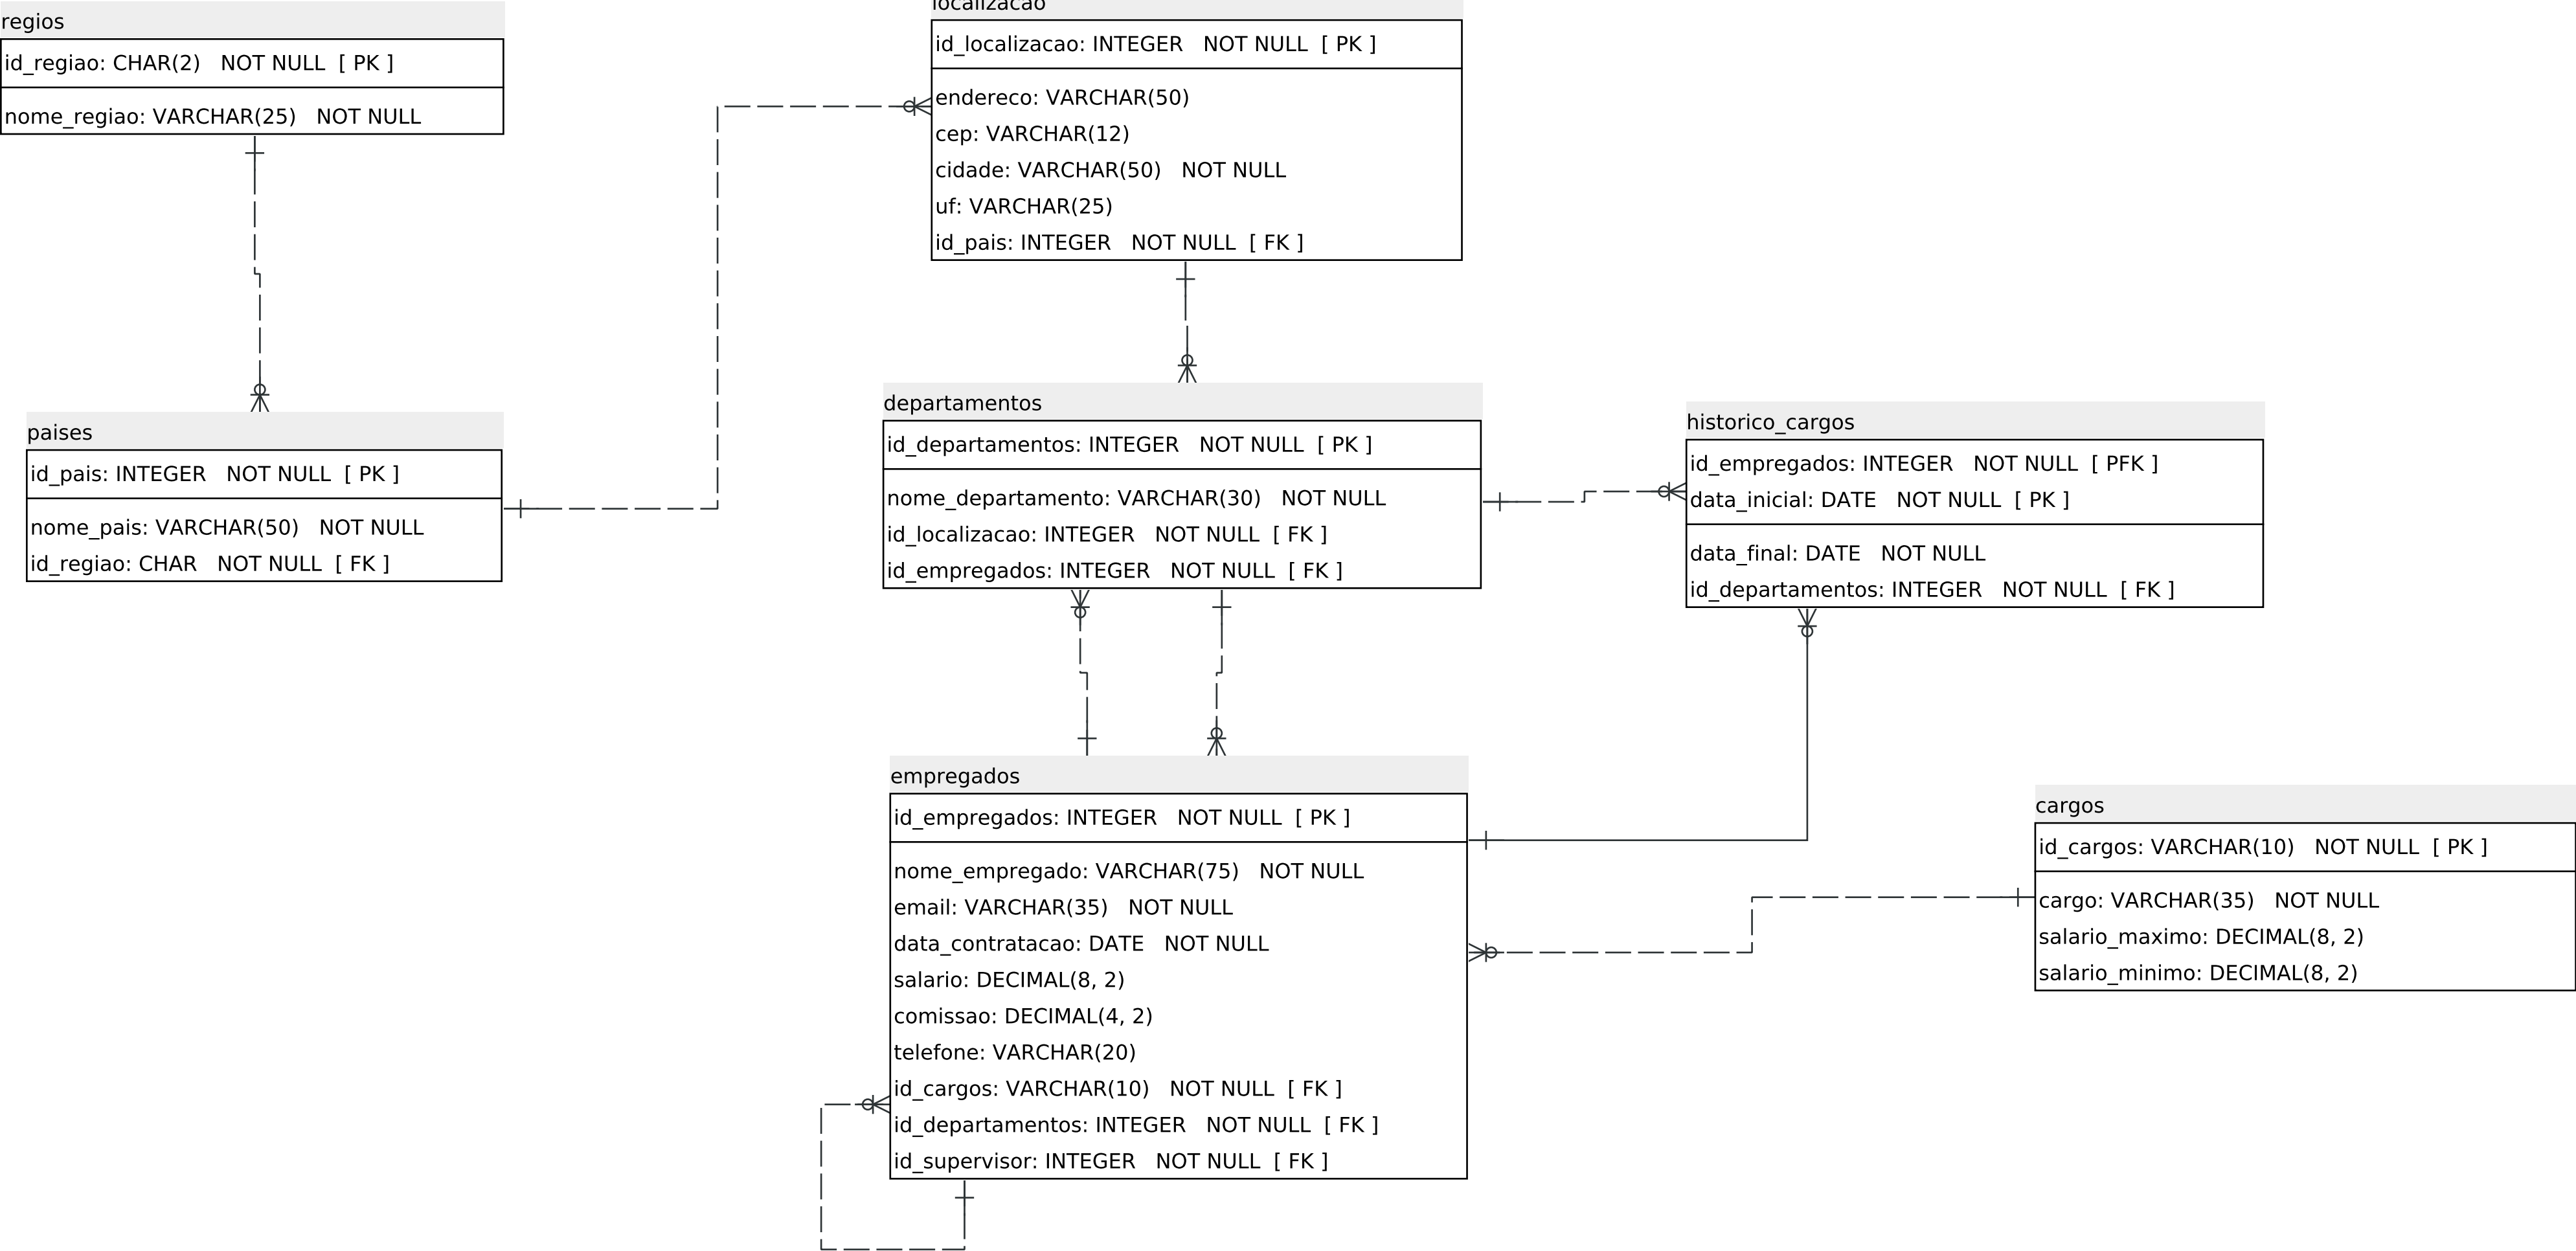 regios
id_regiao: CHAR(2) NOT NULL [ PK ]
nome_regiao: VARCHAR(25) NOT NULL
localizacao
id_localizacao: INTEGER NOT NULL [ PK ]
endereco: VARCHAR(50)
cep: VARCHAR(12)
cidade: VARCHAR(50) NOT NULL
uf: VARCHAR(25)
id_pais: INTEGER NOT NULL [ FK ]
paises
id_pais: INTEGER NOT NULL [ PK ]
nome_pais: VARCHAR(50) NOT NULL
id_regiao: CHAR NOT NULL [ FK ]
departamentos
id_departamentos: INTEGER NOT NULL [ PK ]
nome_departamento: VARCHAR(30) NOT NULL
id_localizacao: INTEGER NOT NULL [ FK ]
id_empregados: INTEGER NOT NULL [ FK ]
historico_cargos
id_empregados: INTEGER NOT NULL [ PFK ]
data_inicial: DATE NOT NULL [ PK ]
data_final: DATE NOT NULL
id_departamentos: INTEGER NOT NULL [ FK ]
empregados
id_empregados: INTEGER NOT NULL [ PK ]
nome_empregado: VARCHAR(75) NOT NULL
email: VARCHAR(35) NOT NULL
data_contratacao: DATE NOT NULL
salario: DECIMAL(8, 2)
comissao: DECIMAL(4, 2)
telefone: VARCHAR(20)
id_cargos: VARCHAR(10) NOT NULL [ FK ]
id_departamentos: INTEGER NOT NULL [ FK ]
id_supervisor: INTEGER NOT NULL [ FK ]
cargos
id_cargos: VARCHAR(10) NOT NULL [ PK ]
cargo: VARCHAR(35) NOT NULL
salario_maximo: DECIMAL(8, 2)
salario_minimo: DECIMAL(8, 2)